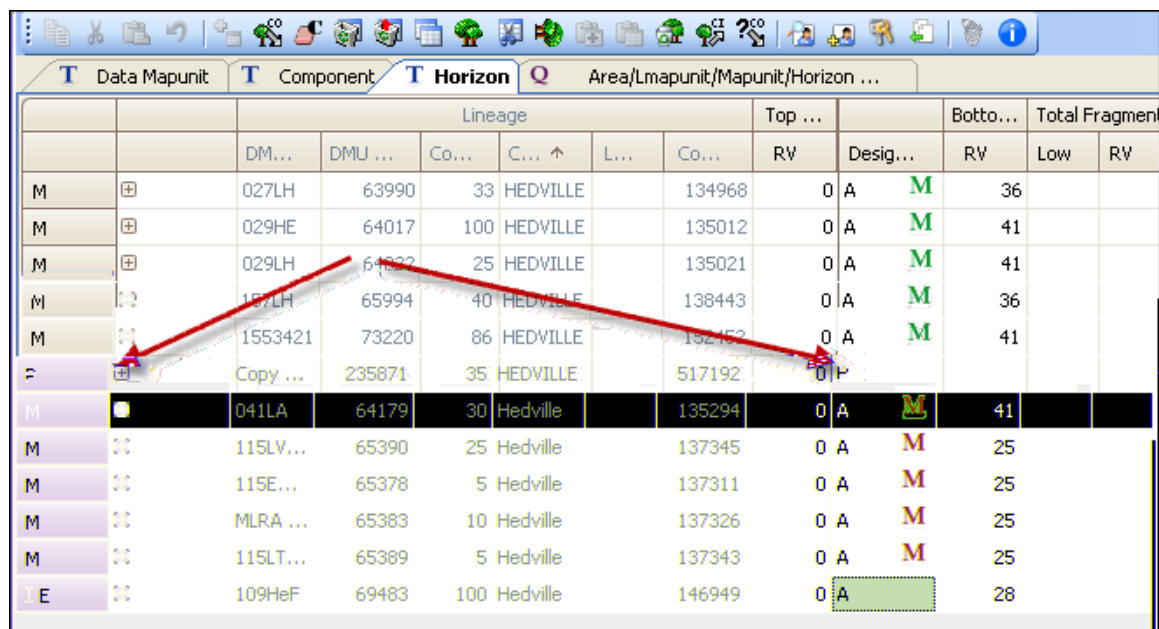 T Data Mapunit T Component T Horizon Q Area/Lmapunit/Mapunit/Horizon ...
Lineage Top ... Botto... Total Fragment
DM... DMU ... Co... C... ↑ L... Co... RV Desig... RV Low RV
M 027LH 63990 33 HEDVILLE 134968 0 A M 36
M 029HE 64017 100 HEDVILLE 135012 0 A M 41
M 029LH HEDVILLE 25 135021 0 A M 41
M 157LH 65994 40 HEDVILLE 138443 0 A M 36
M 1553421 73220 86 HEDVILLE 152452 0 A M 41
Copy ... 235871 35 HEDVILLE 517192 0
M 041LA 64179 30 Hedville 135294 0 A M 41
M 115LV... 65390 25 Hedville 137345 0 A M 25
M 115E... 65378 5 Hedville 137311 0 A M 25
M MLRA ... 65383 10 Hedville 137326 0 A M 25
M 115LT... 65389 5 Hedville 137343 0 A M 25
E 109HeF 69483 100 Hedville 146949 0 A 28